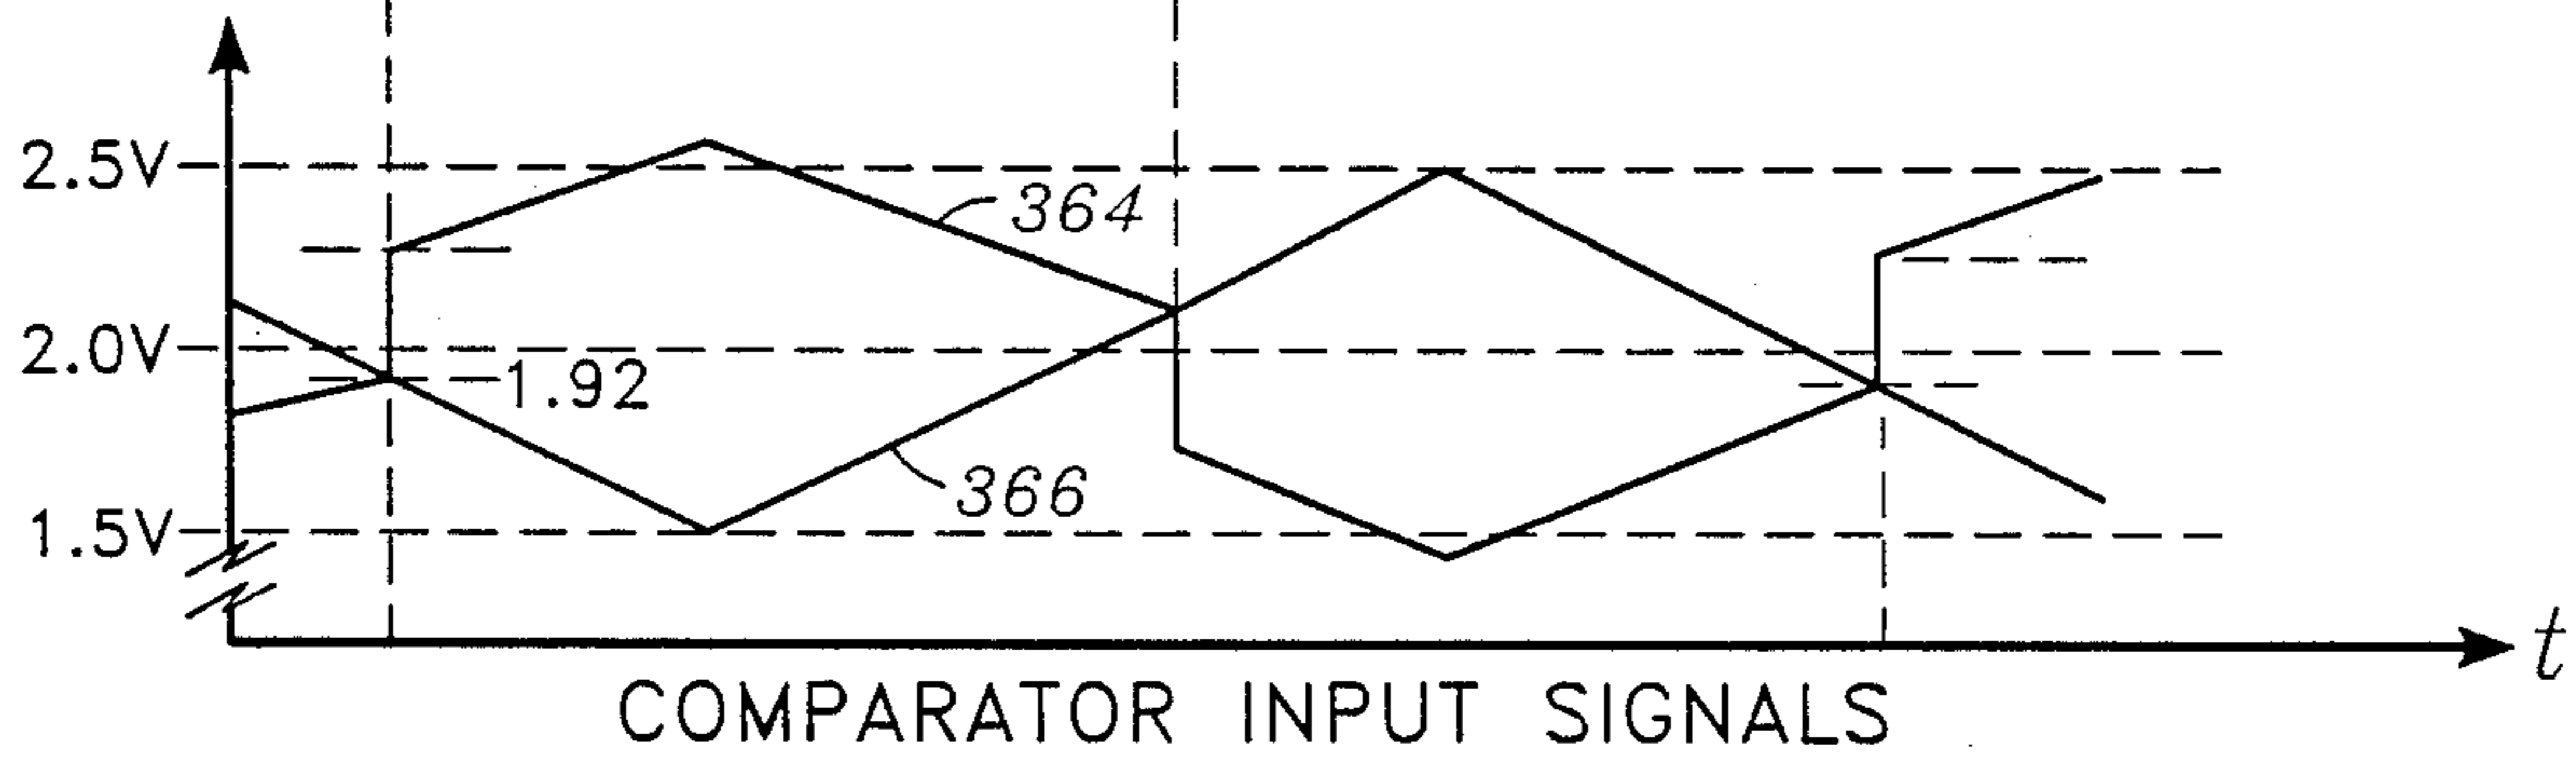 2.5V
364
2.0V
1.92
366
1.5V
t
COMPARATOR INPUT SIGNALS